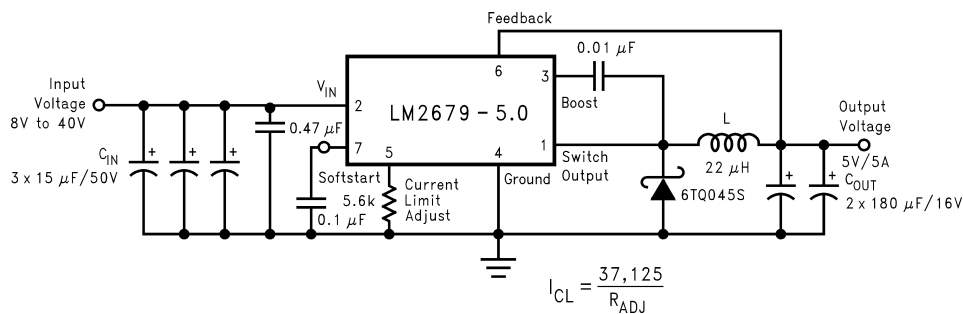 Feedback
0.01 μF
Input
Voltage
8V to 40V
V_IN
6
3
2
LM2679 – 5.0
Boost
L
Output
Voltage
C_IN
3 x 15 μF/50V
0.47 μF
7
5
4
1
Switch
Output
22 μH
5V/5A
Softstart
Ground
5.6k
Current
Limit
Adjust
0.1 μF
6TQ045S
C_OUT
2 x 180 μF/16V
+
+
+
+
+
I_CL = 37,125
R_ADJ